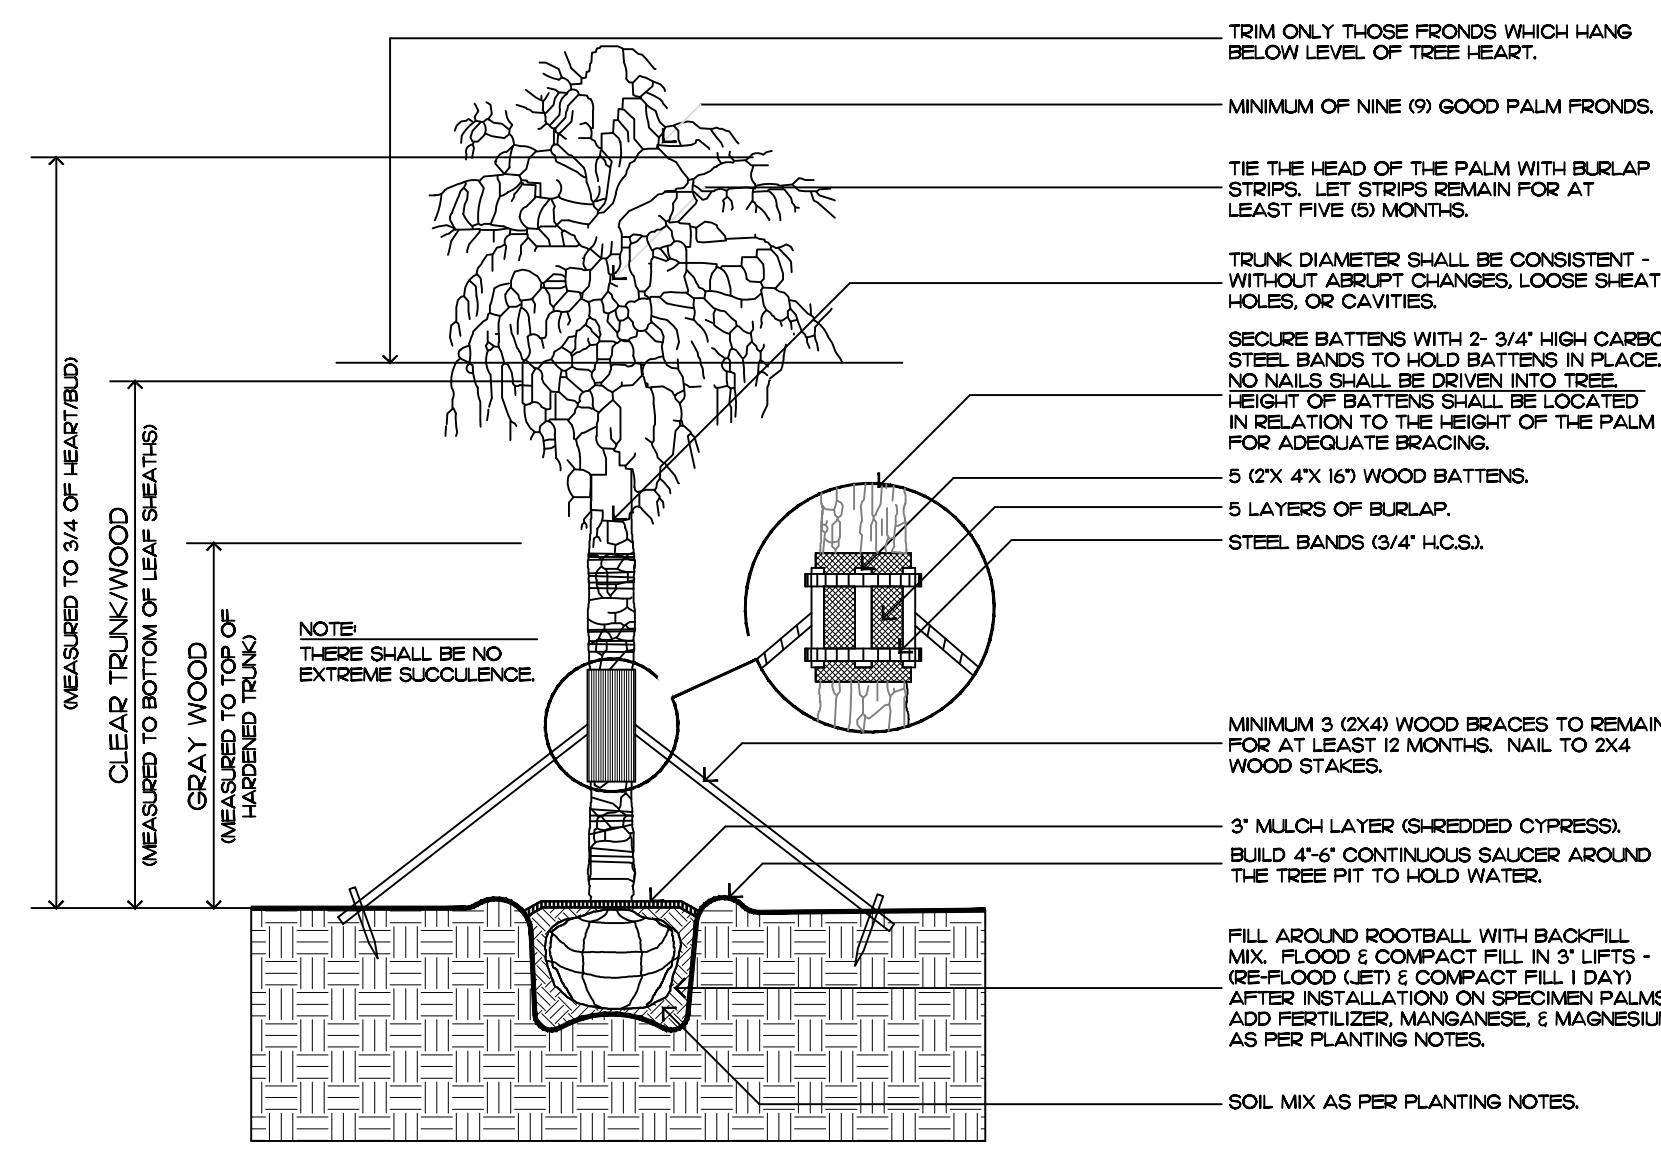 TRIM ONLY THOSE FRONDS WHICH HANG
BELOW LEVEL OF TREE HEART.
MINIMUM OF NINE (9) GOOD PALM FRONDS.
TIE THE HEAD OF THE PALM WITH BURLAP
STRIPS. LET STRIPS REMAIN FOR AT
LEAST FIVE (5) MONTHS.
TRUNK DIAMETER SHALL BE CONSISTENT -
WITHOUT ABRUPT CHANGES, LOOSE SHEAT
HOLES, OR CAVITIES.
SECURE BATTENS WITH 2- 3/4" HIGH CARBO
STEEL BANDS TO HOLD BATTENS IN PLACE.
NO NAILS SHALL BE DRIVEN INTO TREE.
HEIGHT OF BATTENS SHALL BE LOCATED
IN RELATION TO THE HEIGHT OF THE PALM
FOR ADEQUATE BRACING.
5 (2"X 4"X 16") WOOD BATTENS.
5 LAYERS OF BURLAP.
STEEL BANDS (3/4" H.C.S.).
(MEASURED TO 3/4 OF HEART/BUD)
CLEAR TRUNK/WOOD
(MEASURED TO BOTTOM OF LEAF SHEATHS)
GRAY WOOD
(MEASURED TO TOP OF
HARDENED TRUNK)
NOTE:
THERE SHALL BE NO
EXTREME SUCCULENCE.
MINIMUM 3 (2X4) WOOD BRACES TO REMAIN
FOR AT LEAST 12 MONTHS. NAIL TO 2X4
WOOD STAKES.
3" MULCH LAYER (SHREDDED CYPRESS).
BUILD 4"-6" CONTINUOUS SAUCER AROUND
THE TREE PIT TO HOLD WATER.
FILL AROUND ROOTBALL WITH BACKFILL
MIX. FLOOD & COMPACT FILL IN 3" LIFTS -
(RE-FLOOD (JET) & COMPACT FILL 1 DAY)
AFTER INSTALLATION) ON SPECIMEN PALMS
ADD FERTILIZER, MANGANESE, & MAGNESIU
AS PER PLANTING NOTES.
SOIL MIX AS PER PLANTING NOTES.